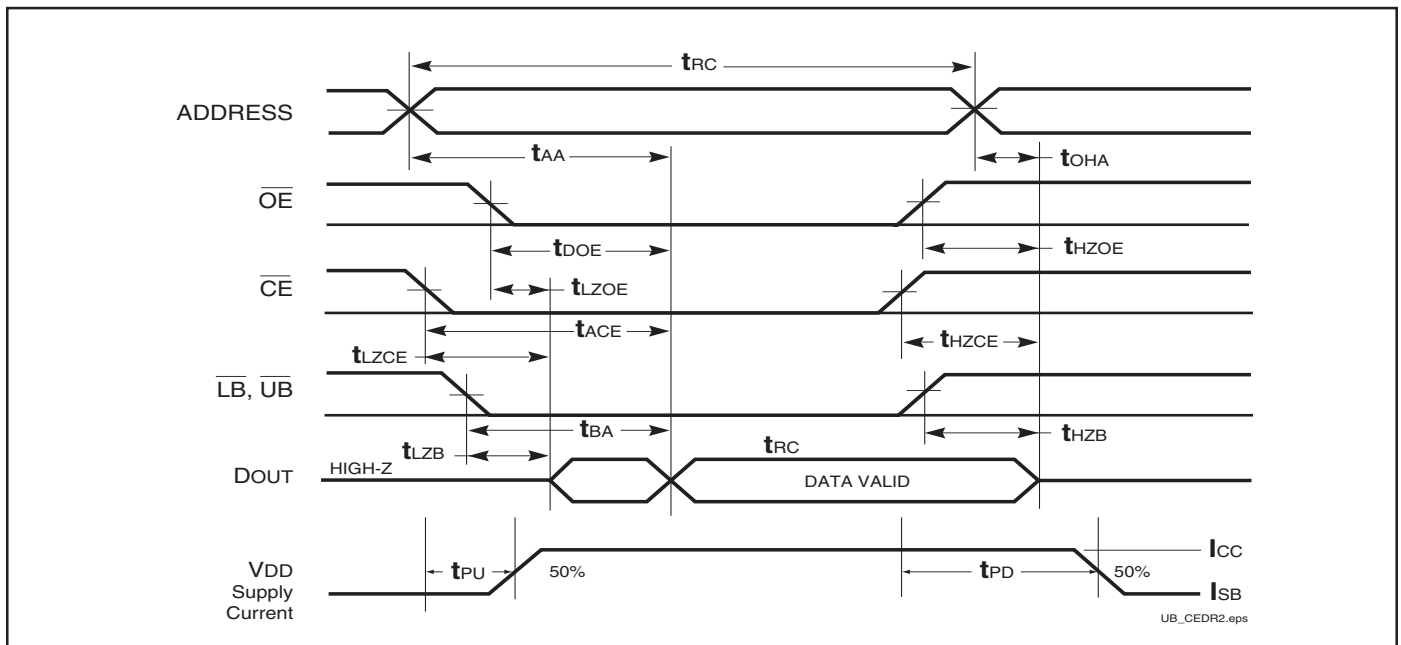 tRC
ADDRESS
tAA
tOHA
OE
tDOE
tHZOE
CE
tLZOE
tACE
tHZCE
tLZCE
LB, UB
tBA
tHZB
tLZB
tRC
DOUT
HIGH-Z
DATA VALID
ICC
VDD
Supply
Current
tPU
50%
tPD
50%
ISB
UB_CEDR2.eps